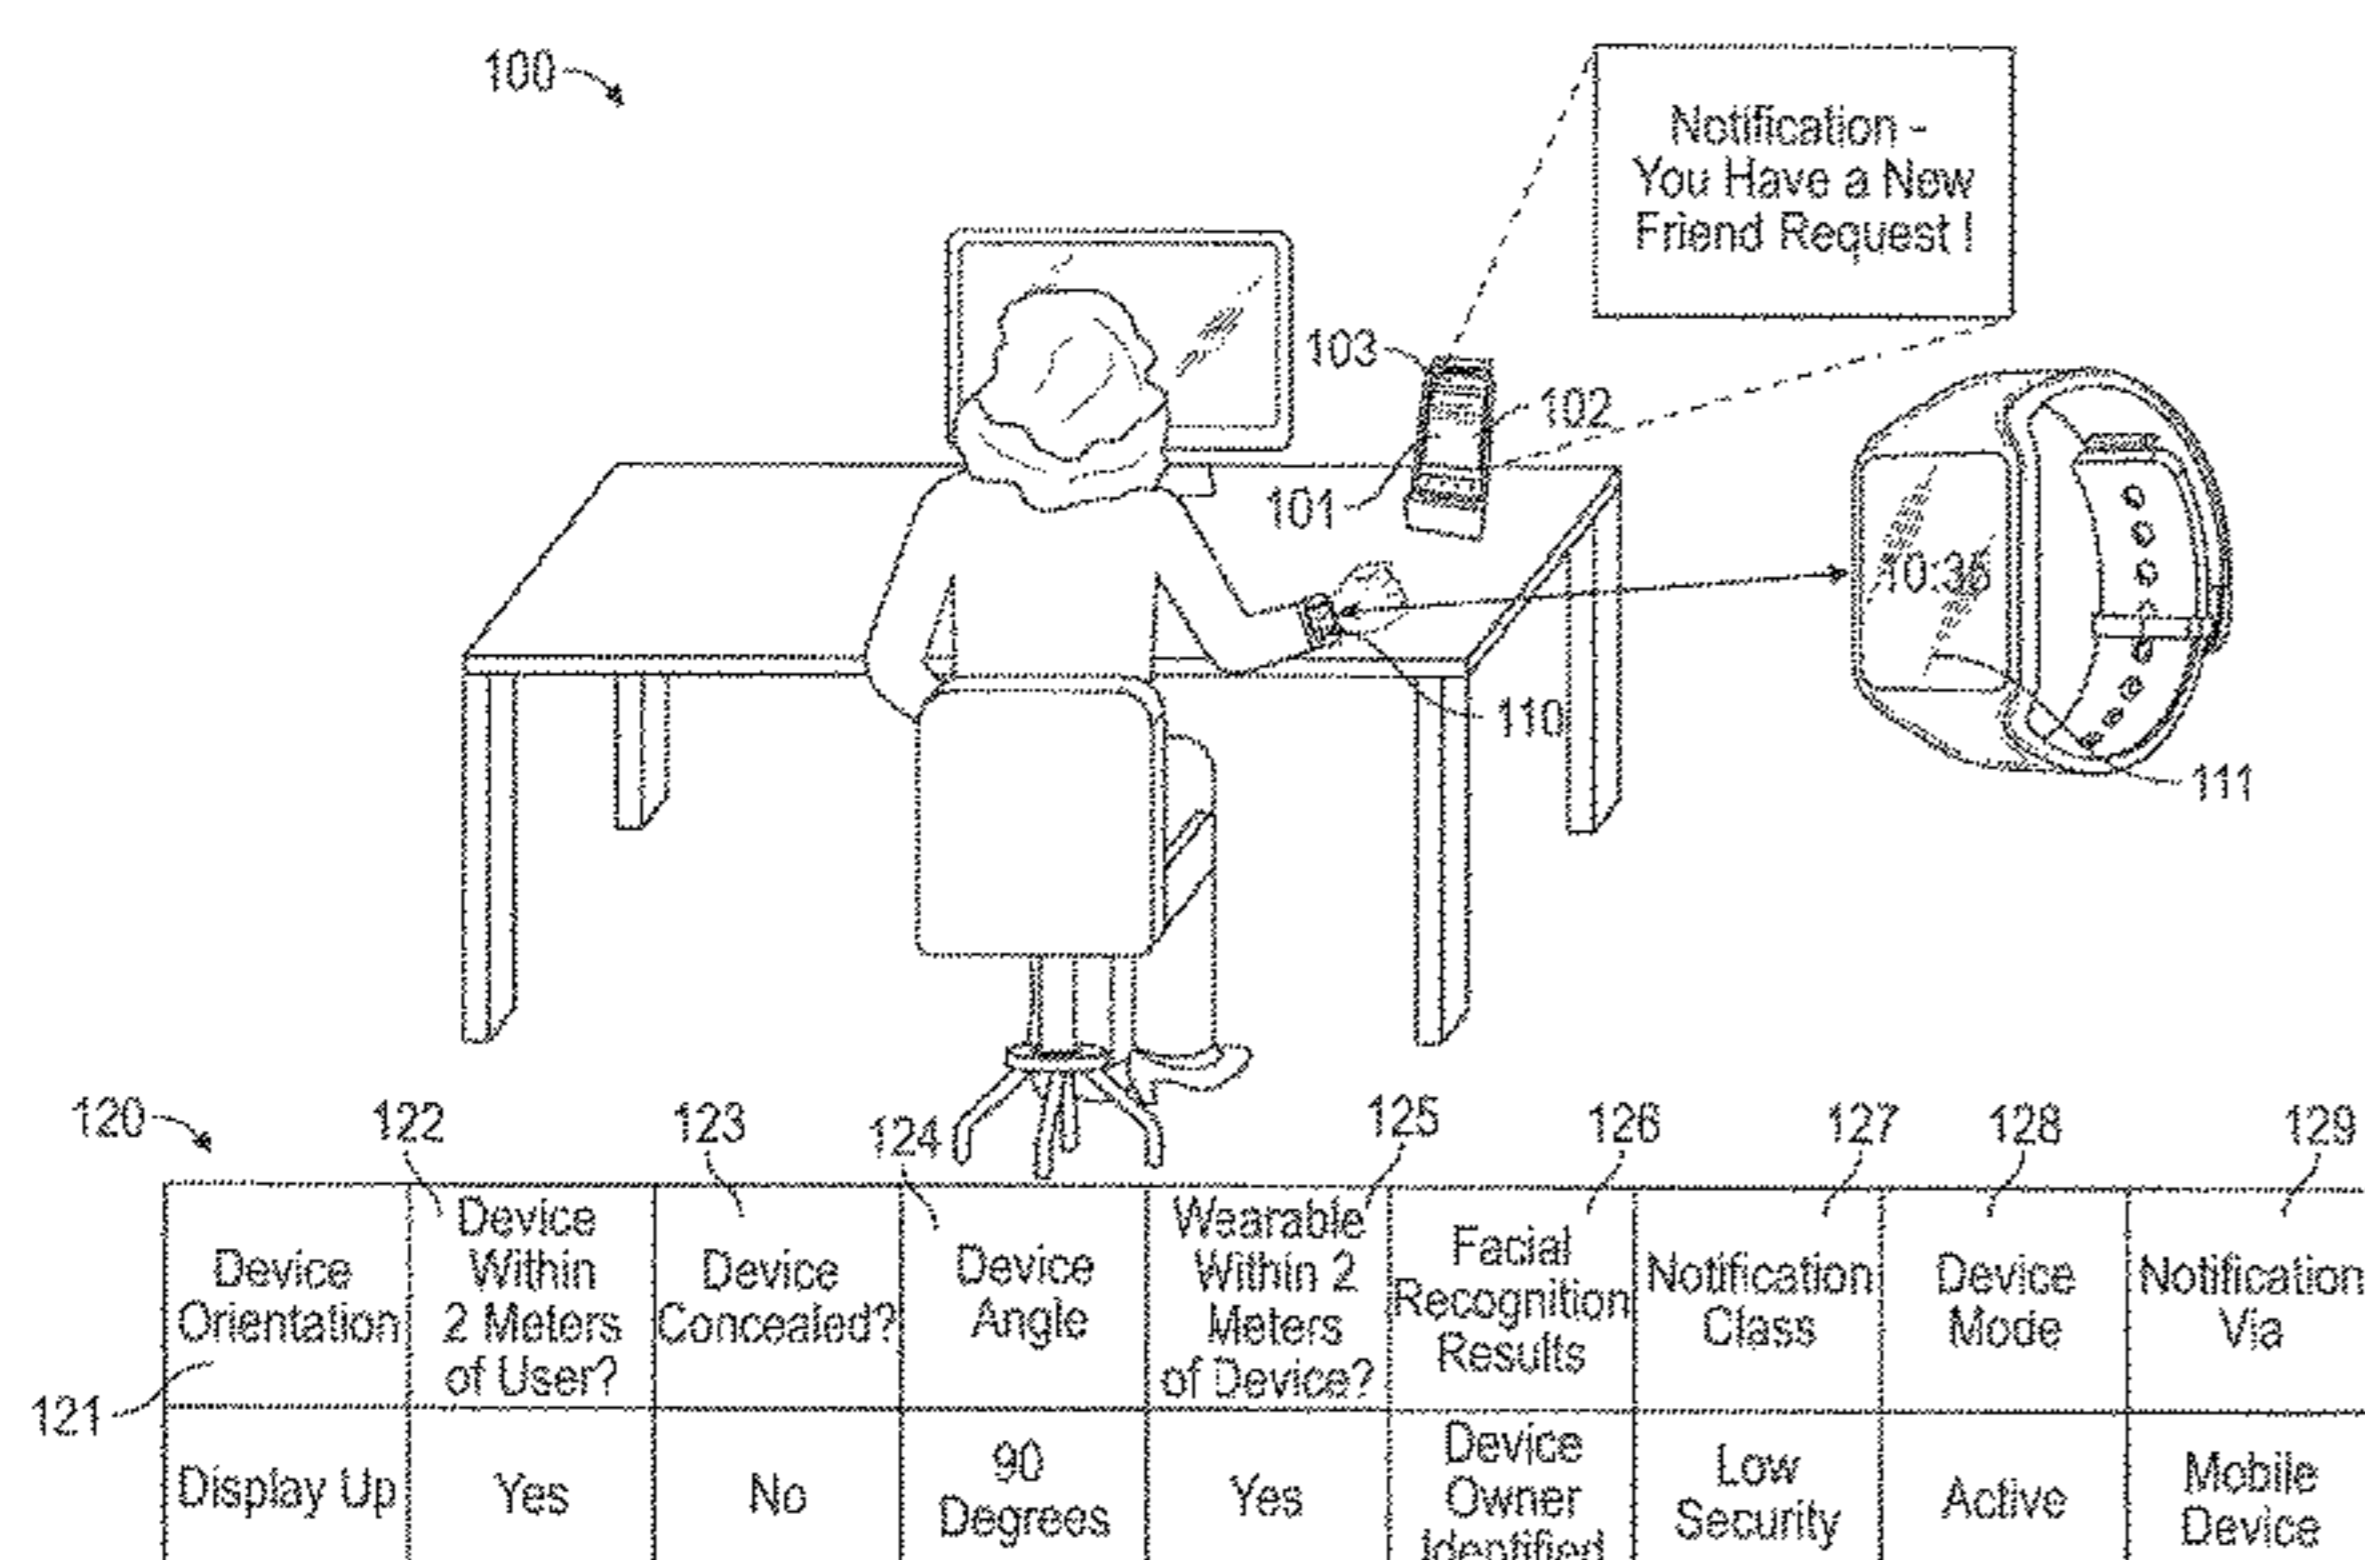 100
Notification -
You Have a New
Friend Request !
103
102
101
10:35
110
111
120
122
123
124
125
126
127
128
129
121
Device
Orientation
Device
Within
2 Meters
of User?
Device
Concealed?
Device
Angle
Wearable
Within 2
Meters
of Device?
Facial
Recognition
Results
Notification
Class
Device
Mode
Notification
Via
Display Up
Yes
No
90
Degrees
Yes
Device
Owner
Identified
Low
Security
Active
Mobile
Device